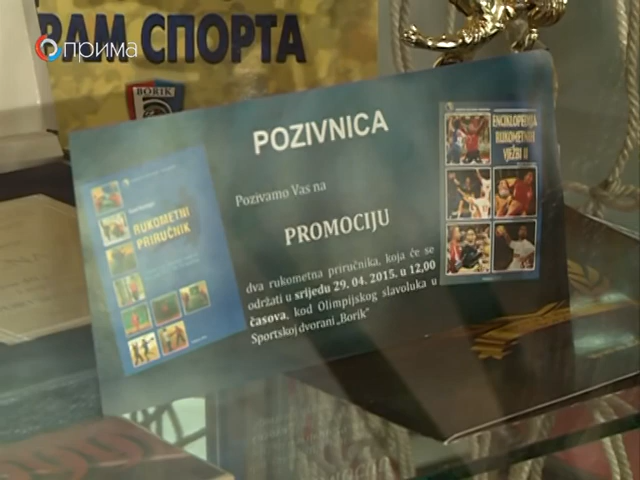 прима
РАМ СПОРТА
BORIK
POZIVNICA
Pozivamo Vas na
PROMOCIJU
dva rukometna priručnika, koja će se
održati u srijedu 29. 04. 2015. u 12,00
časova, kod Olimpijskog slavoluka u
Sportskoj dvorani „Borik"
RUKOMETNI
PRIRUČNIK
ENCIKLOPEDIJA
RUKOMETNIH
VJEŽBI II